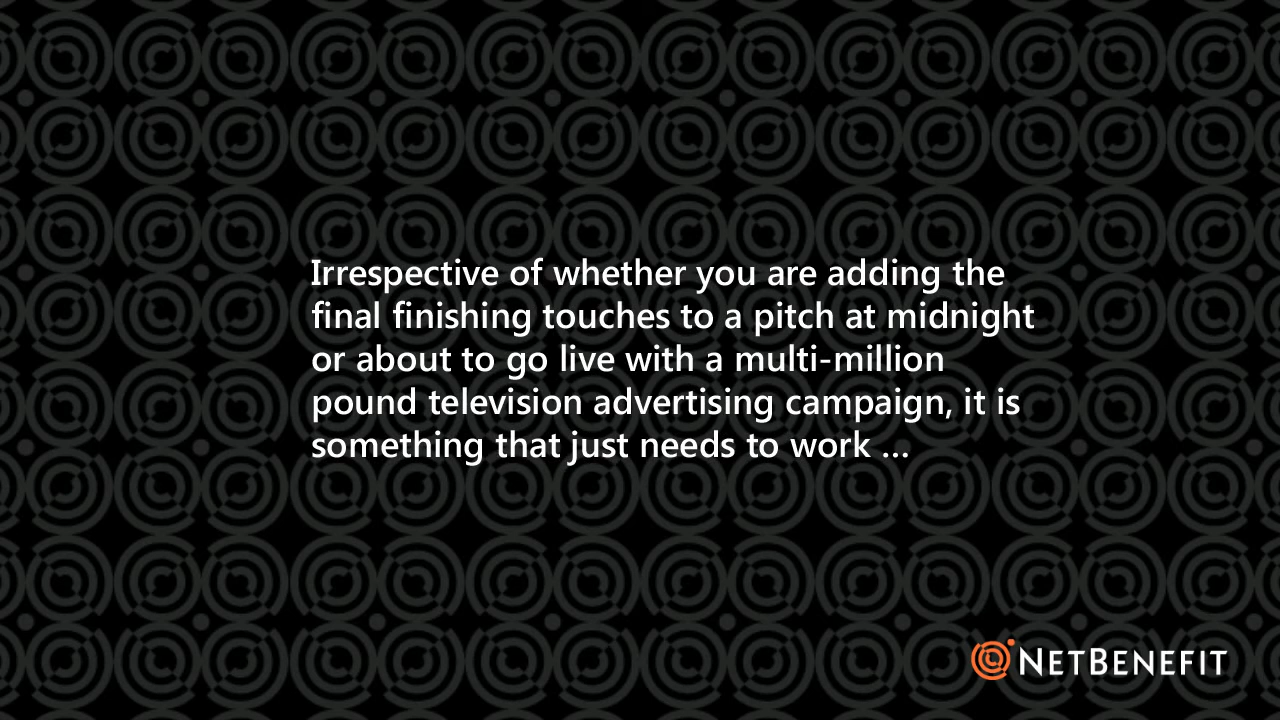 Irrespective of whether you are adding the
final finishing touches to a pitch at midnight
or about to go live with a multi-million
pound television advertising campaign, it is
something that just needs to work ...
NETBENEFIT